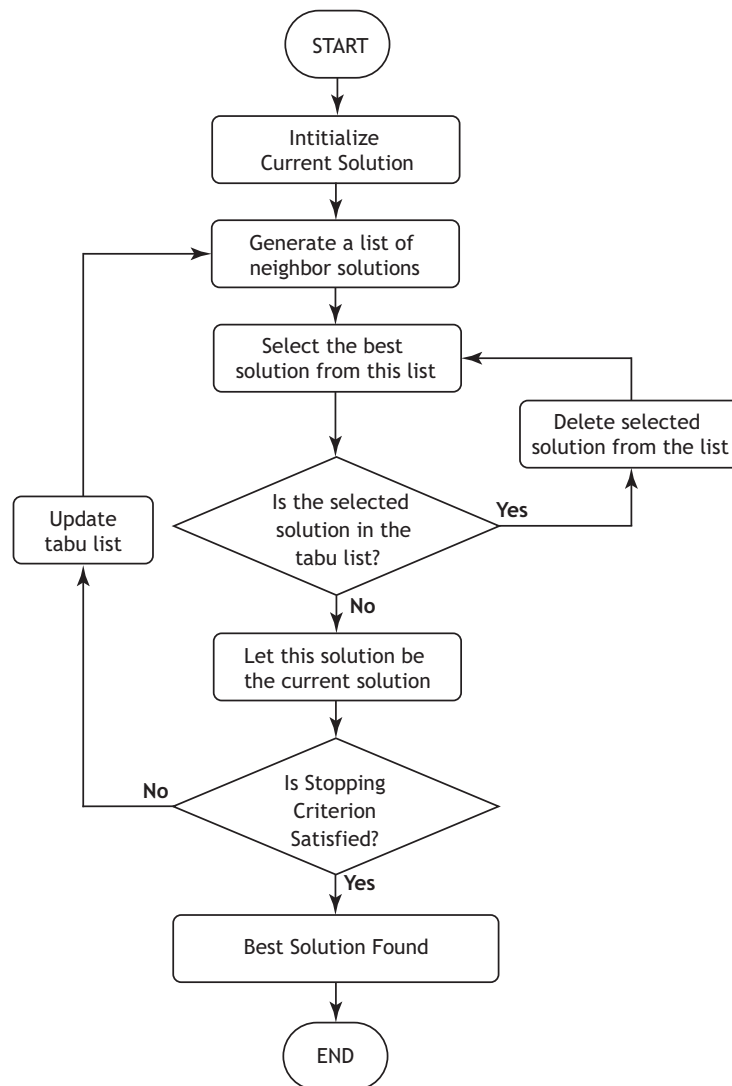 START
Intitialize
Current Solution
Generate a list of
neighbor solutions
Select the best
solution from this list
Delete selected
solution from the list
Is the selected
solution in the
tabu list?
Yes
Update
tabu list
No
Let this solution be
the current solution
Is Stopping
Criterion
Satisfied?
No
Yes
Best Solution Found
END